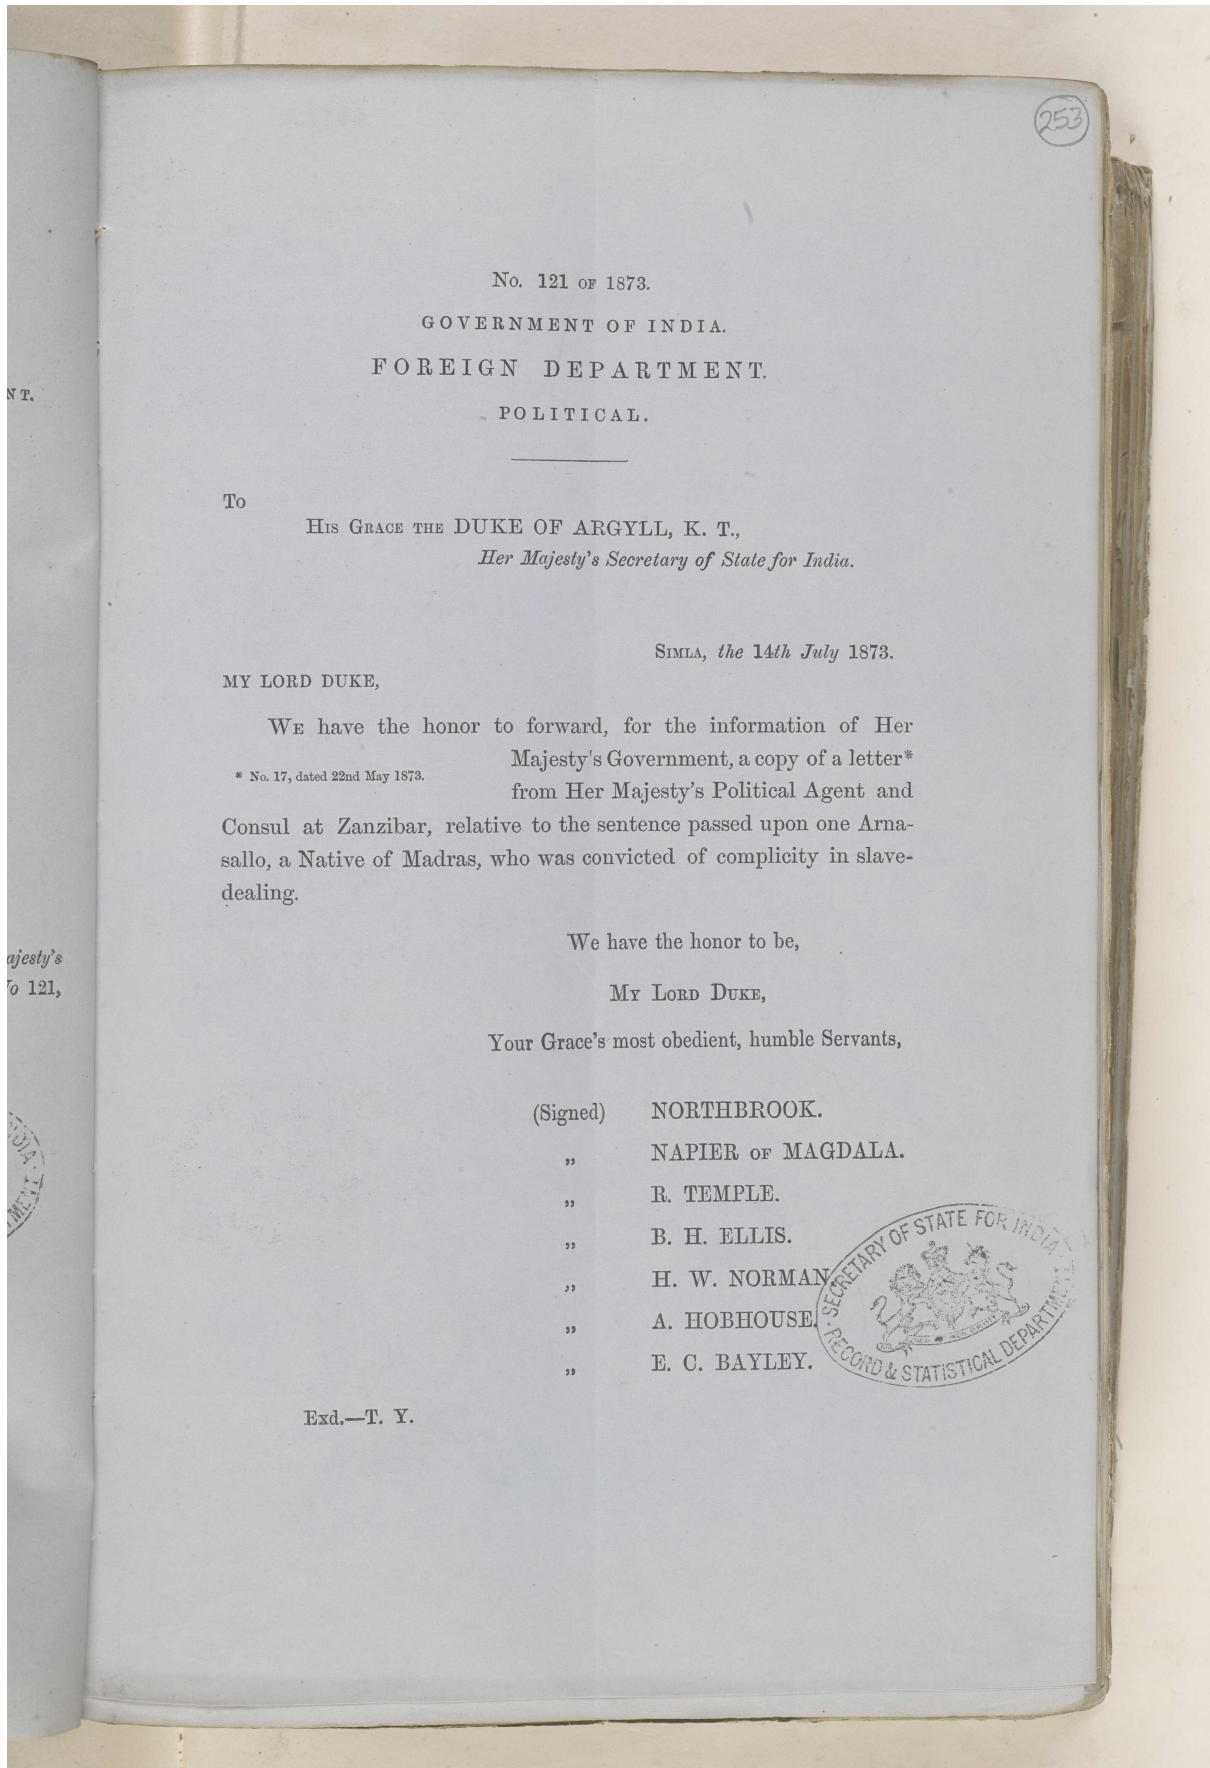 253
No. 121 OF 1873.
GOVERNMENT OF INDIA.
FOREIGN DEPARTMENT.
POLITICAL.
To
HIS GRACE THE DUKE OF ARGYLL, K. T.,
Her Majesty's Secretary of State for India.
SIMLA, the 14th July 1873.
MY LORD DUKE,
WE have the honor to forward, for the information of Her
Majesty's Government, a copy of a letter*
* No. 17, dated 22nd May 1873.
from Her Majesty's Political Agent and
Consul at Zanzibar, relative to the sentence passed upon one Arna-
sallo, a Native of Madras, who was convicted of complicity in slave-
dealing.
We have the honor to be,
MY LORD DUKE,
Your Grace's most obedient, humble Servants,
(Signed) NORTHBROOK.
„ NAPIER OF MAGDALA.
„ R. TEMPLE.
„ B. H. ELLIS.
„ H. W. NORMAN
„ A. HOBHOUSE.
„ E. C. BAYLEY.
Exd.—T. Y.
SECRETARY OF STATE FOR INDIA
RECORD & STATISTICAL DEPARTMENT
NT.
ajesty's
No 121,